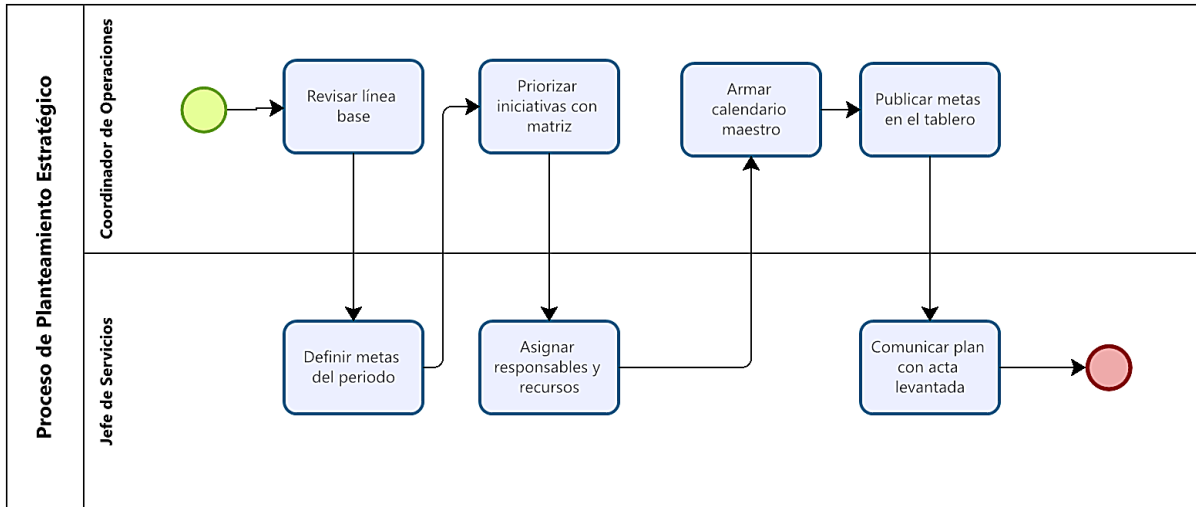 Proceso de Planteamiento Estratégico
Coordinador de Operaciones
Revisar línea
base
Priorizar
iniciativas con
matriz
Armar
calendario
maestro
Publicar metas
en el tablero
Jefe de Servicios
Definir metas
del periodo
Asignar
responsables y
recursos
Comunicar plan
con acta
levantada